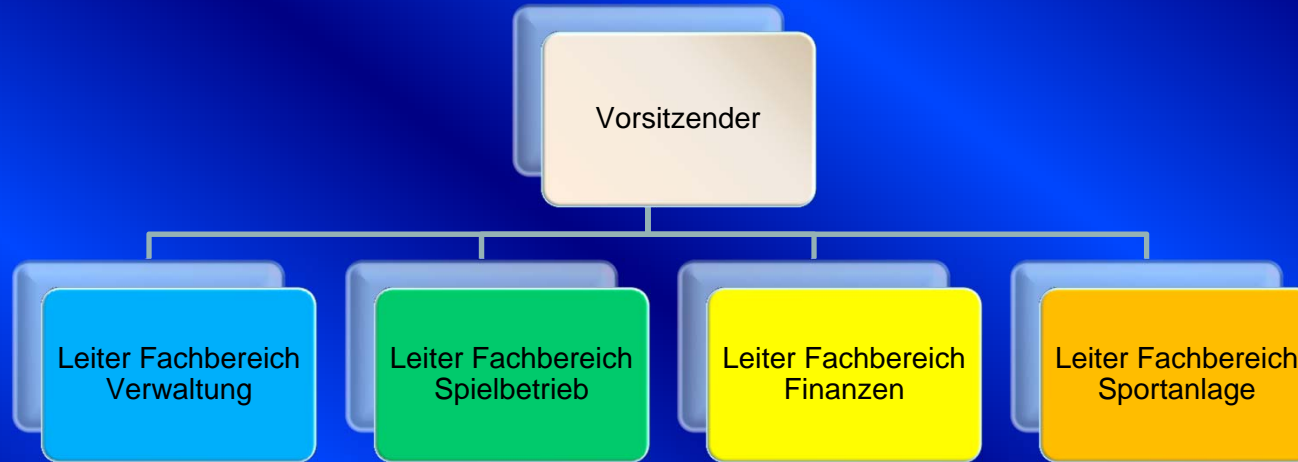 Vorsitzender
Leiter Fachbereich
Verwaltung
Leiter Fachbereich
Spielbetrieb
Leiter Fachbereich
Finanzen
Leiter Fachbereich
Sportanlage